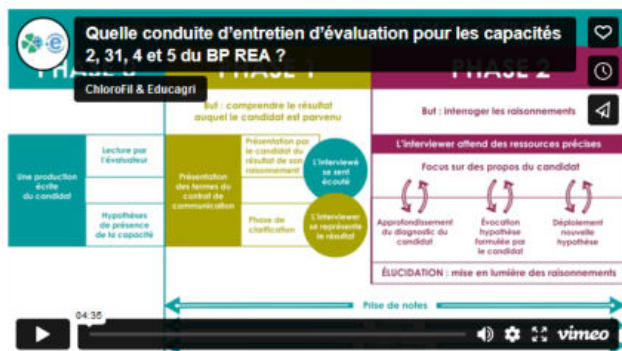 Quelle conduite d'entretien d'évaluation pour les capacités
2, 31, 4 et 5 du BP REA ?
ChloroFil & Educagri
PHASE 1
PHASE 2
But : comprendre le résultat
auquel le candidat est parvenu
But : interroger les raisonnements
Une production
écrite
du candidat
Lecture par
l'évaluateur
Hypothèses
de présence
de la capacité
Présentation
des termes du
contrat de
communication
Présentation par
le candidat du
résultat de son
raisonnement
Phase de
clarification
L'interviewé
se sent
écouté
L'interviewer
se représente
le résultat
L'interviewer attend des ressources précises
Focus sur des propos du candidat
Approfondissement
du diagnostic du
candidat
Évocation
hypothèse
formulée par
le candidat
Déploiement
nouvelle
hypothèse
ÉLUCIDATION : mise en lumière des raisonnements
Prise de notes
04:35
vimeo